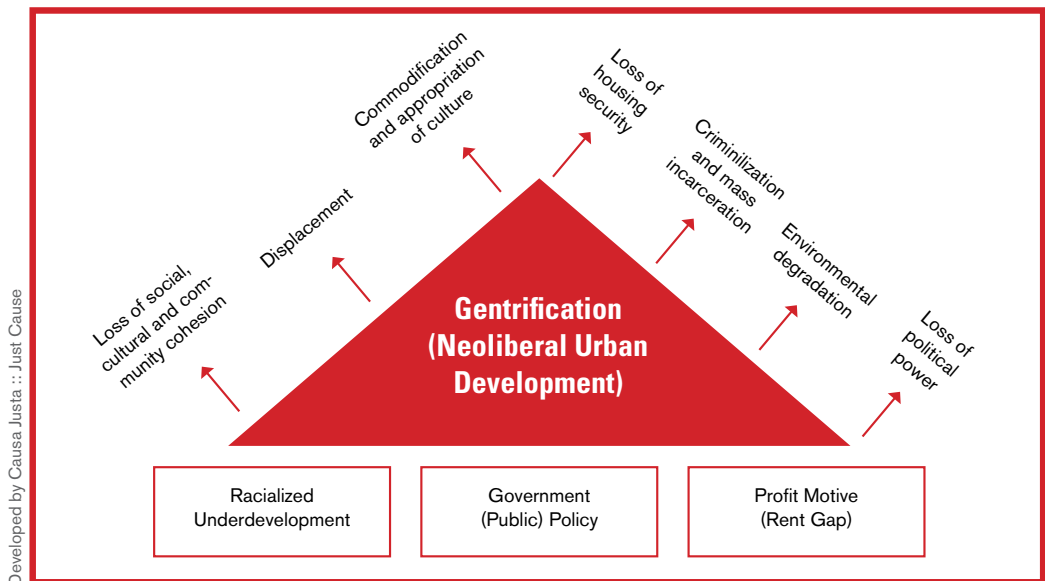 Loss of social,
cultural and com-
munity cohesion
Displacement
Commodification
and appropriation
of culture
Loss of
housing
security
Criminilization
and mass
incarceration
Environmental
degradation
Loss of
political
power
Gentrification
(Neoliberal Urban
Development)
Racialized
Underdevelopment
Government
(Public) Policy
Profit Motive
(Rent Gap)
Developed by Causa Justa :: Just Cause